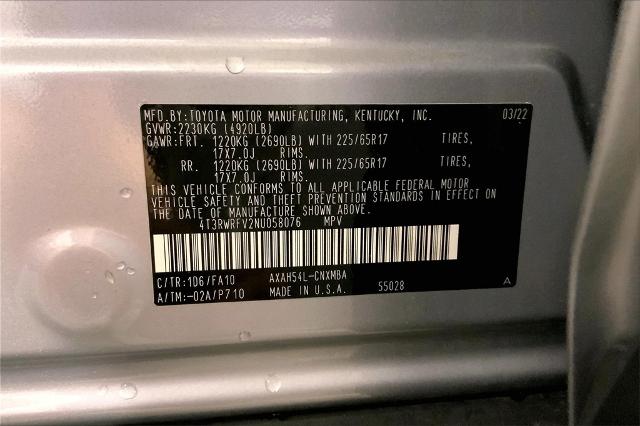 MFD.BY:TOYOTA MOTOR MANUFACTURING, KENTUCKY, INC. 03/22
GVWR:2230KG (4920LB)
GAWR:FRT. 1220KG (2690LB) WITH 225/65R17 TIRES,
17X7.0J RIMS.
RR. 1220KG (2690LB) WITH 225/65R17 TIRES,
17X7.0J RIMS.
THIS VEHICLE CONFORMS TO ALL APPLICABLE FEDERAL MOTOR
VEHICLE SAFETY AND THEFT PREVENTION STANDARDS IN EFFECT ON
THE DATE OF MANUFACTURE SHOWN ABOVE.
4T3RWRFV2NU058076 MPV
C/TR:1D6/FA10 AXAH54L-CNXMBA
A/TM:-02A/P710 MADE IN U.S.A. 55028 A